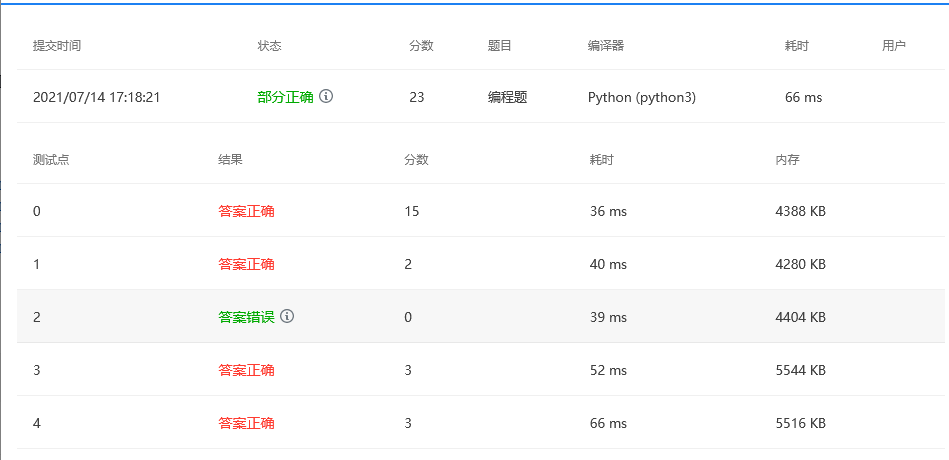 提交时间 状态 分数 题目 编译器 耗时 用户
2021/07/14 17:18:21 部分正确 23 编程题 Python (python3) 66 ms
测试点 结果 分数 耗时 内存
0 答案正确 15 36 ms 4388 KB
1 答案正确 2 40 ms 4280 KB
2 答案错误 0 39 ms 4404 KB
3 答案正确 3 52 ms 5544 KB
4 答案正确 3 66 ms 5516 KB